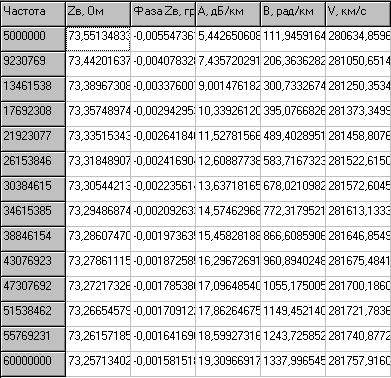 Частота Zв, Ом Фаза Zв, гр A, дБ/км B, рад/км V, км/с
5000000 73,55134833 -0,00554736 5,442650608 111,9459164 280634,8598
9230769 73,44201637 -0,00407832 7,435720291 206,3636282 281050,6514
13461538 73,38967308 -0,00337600 9,001476182 300,7332674 281250,3534
17692308 73,35748974 -0,00294295 10,33926120 395,0766826 281373,3499
21923077 73,33515343 -0,00264184 11,52781566 489,4028951 281458,8076
26153846 73,31848907 -0,00241690 12,60887738 583,7167323 281522,6150
30384615 73,30544213 -0,00223561 13,63718165 678,0210982 281572,6045
34615385 73,29486874 -0,00209263 14,57462968 772,3179521 281613,1333
38846154 73,28607470 -0,00197363 15,45828188 866,6085906 281646,8549
43076923 73,27861115 -0,00187258 16,29672691 960,8940246 281675,4841
47307692 73,27217326 -0,00178538 17,09648540 1055,175005 281700,1860
51538462 73,26654579 -0,00170912 17,86264675 1149,452140 281721,7836
55769231 73,26157185 -0,00164169 18,59927316 1243,725852 281740,8772
60000000 73,25713402 -0,00158151 19,30966917 1337,996545 281757,9160